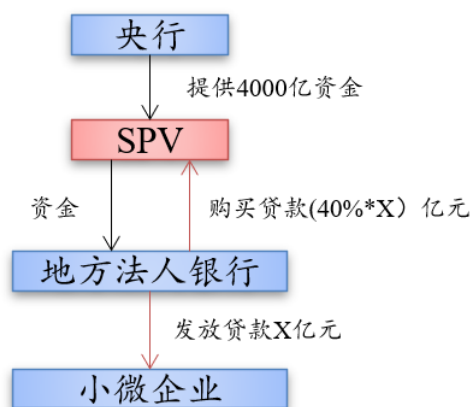 央行
提供4000亿资金
SPV
资金
购买贷款(40%*X）亿元
地方法人银行
发放贷款X亿元
小微企业